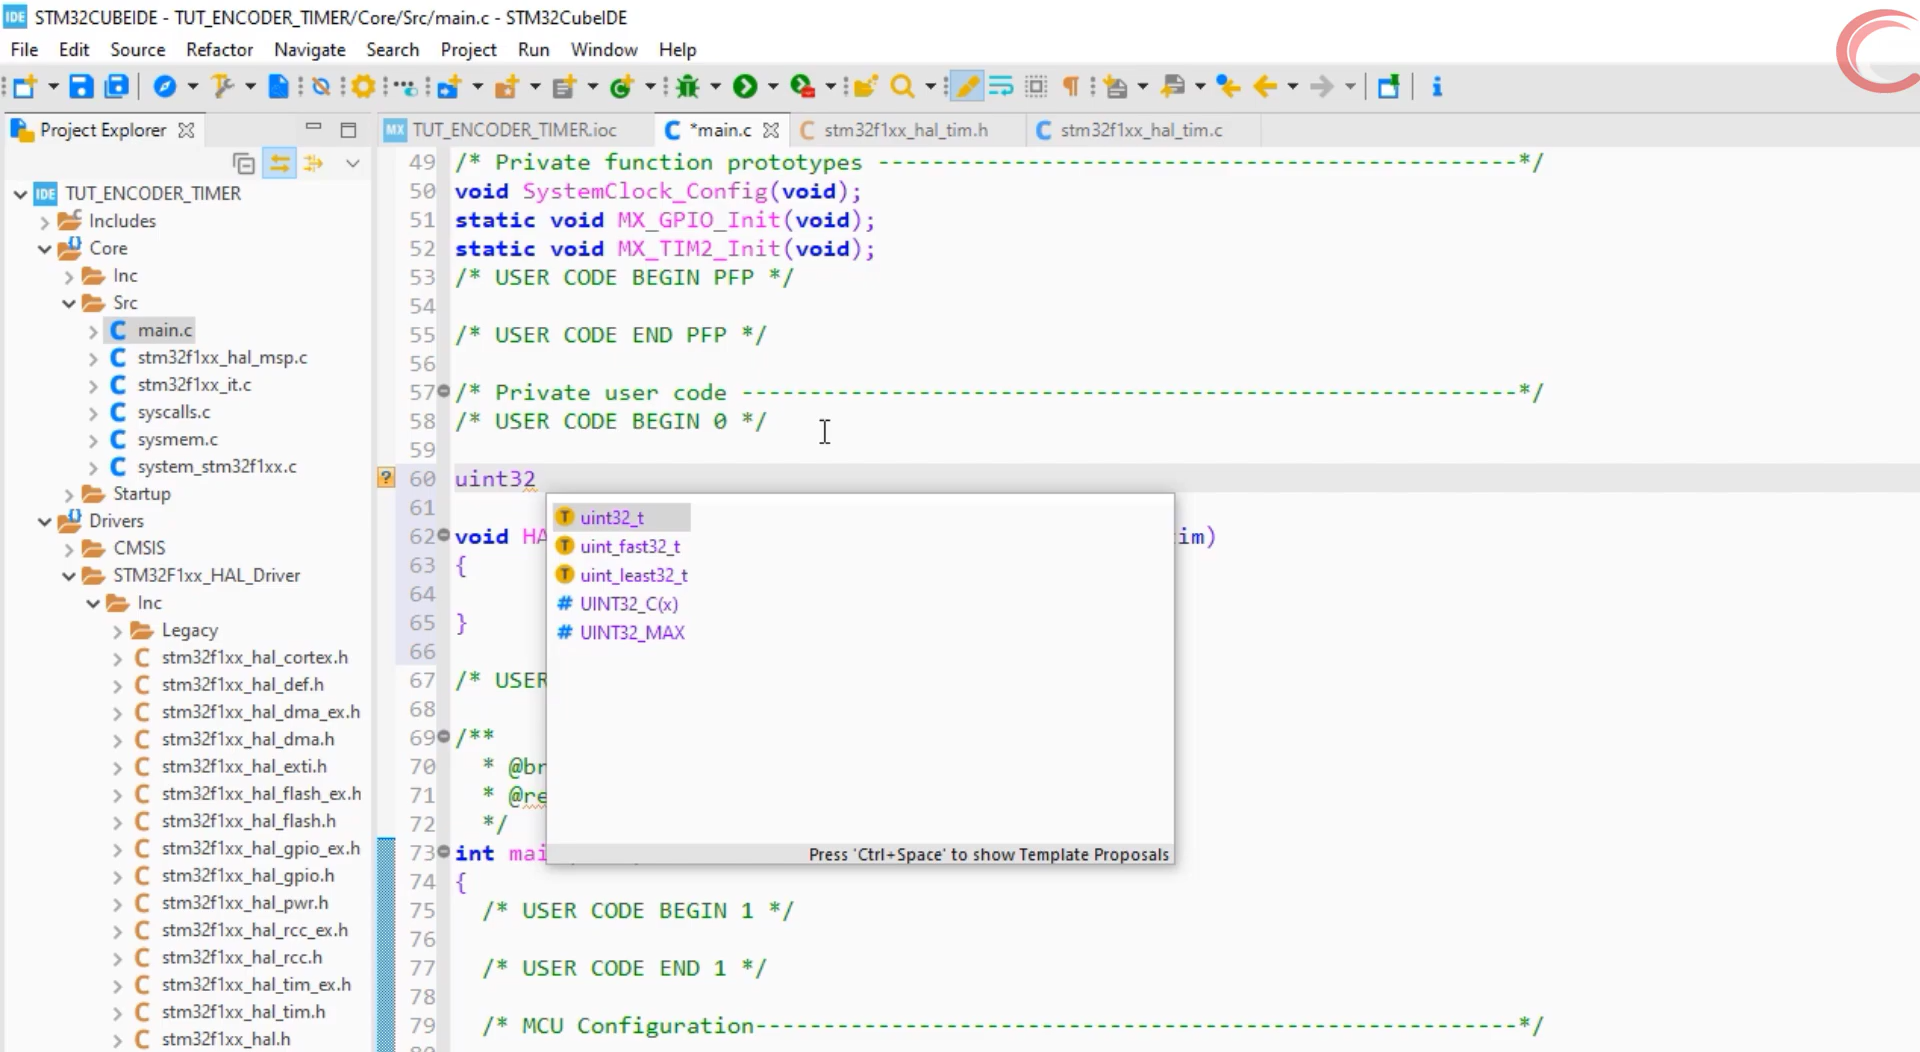 IDE STM32CUBEIDE - TUT_ENCODER_TIMER/Core/Src/main.c - STM32CubeIDE
File Edit Source Refactor Navigate Search Project Run Window Help
Project Explorer
MX TUT_ENCODER_TIMER.ioc
*main.c
stm32f1xx_hal_tim.h
stm32f1xx_hal_tim.c
IDE TUT_ENCODER_TIMER
Includes
Core
Inc
Src
main.c
stm32f1xx_hal_msp.c
stm32f1xx_it.c
syscalls.c
sysmem.c
system_stm32f1xx.c
Startup
Drivers
CMSIS
STM32F1xx_HAL_Driver
Inc
Legacy
stm32f1xx_hal_cortex.h
stm32f1xx_hal_def.h
stm32f1xx_hal_dma_ex.h
stm32f1xx_hal_dma.h
stm32f1xx_hal_exti.h
stm32f1xx_hal_flash_ex.h
stm32f1xx_hal_flash.h
stm32f1xx_hal_gpio_ex.h
stm32f1xx_hal_gpio.h
stm32f1xx_hal_pwr.h
stm32f1xx_hal_rcc_ex.h
stm32f1xx_hal_rcc.h
stm32f1xx_hal_tim_ex.h
stm32f1xx_hal_tim.h
stm32f1xx_hal.h
49 /* Private function prototypes -----------------------------------------------*/
50 void SystemClock_Config(void);
51 static void MX_GPIO_Init(void);
52 static void MX_TIM2_Init(void);
53 /* USER CODE BEGIN PFP */
54
55 /* USER CODE END PFP */
56
57 /* Private user code ---------------------------------------------------------*/
58 /* USER CODE BEGIN 0 */
59
60 uint32
61
62 void HA im)
63 {
64
65 }
66
67 /* USER
68
69 /**
70 * @br
71 * @re
72 */
73 int mai
74 {
75 /* USER CODE BEGIN 1 */
76
77 /* USER CODE END 1 */
78
79 /* MCU Configuration--------------------------------------------------------*/
uint32_t
uint_fast32_t
uint_least32_t
# UINT32_C(x)
# UINT32_MAX
Press 'Ctrl+Space' to show Template Proposals